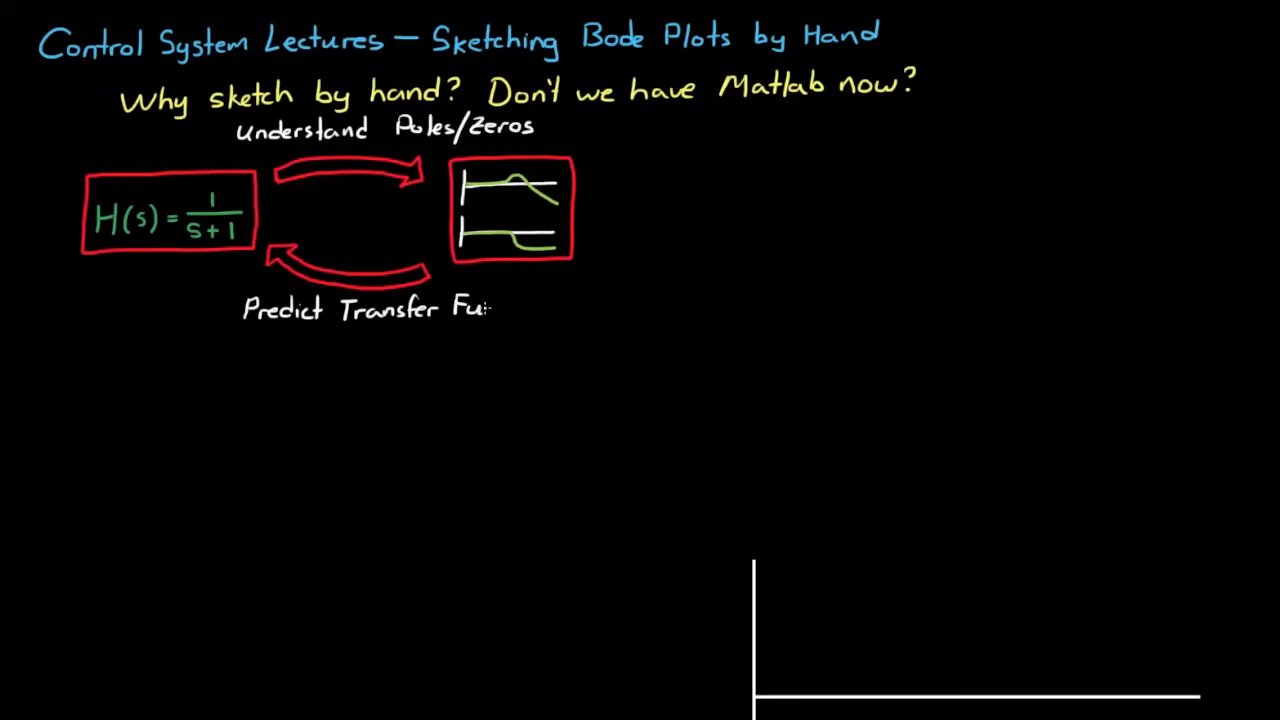 Control System Lectures – Sketching Bode Plots by Hand
Why sketch by hand? Don't we have Matlab now?
Understand Poles/Zeros
H(s) = 1/(s+1)
Predict Transfer Fu